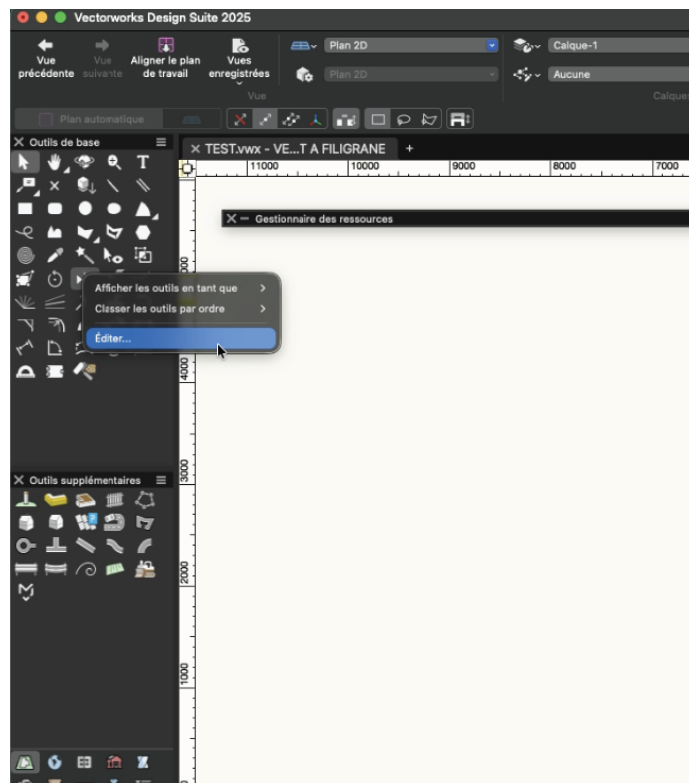 Vectorworks Design Suite 2025
Vue précédente
Vue suivante
Aligner le plan de travail
Vues enregistrées
Plan 2D
Plan 2D
Calque-1
Aucune
Vue
Calque
Plan automatique
Outils de base
TEST.vwx - VE...T A FILIGRANE
+
11000
10000
9000
8000
7000
Gestionnaire des ressources
T
Afficher les outils en tant que
Classer les outils par ordre
Éditer...
4000
3000
2000
1000
Outils supplémentaires